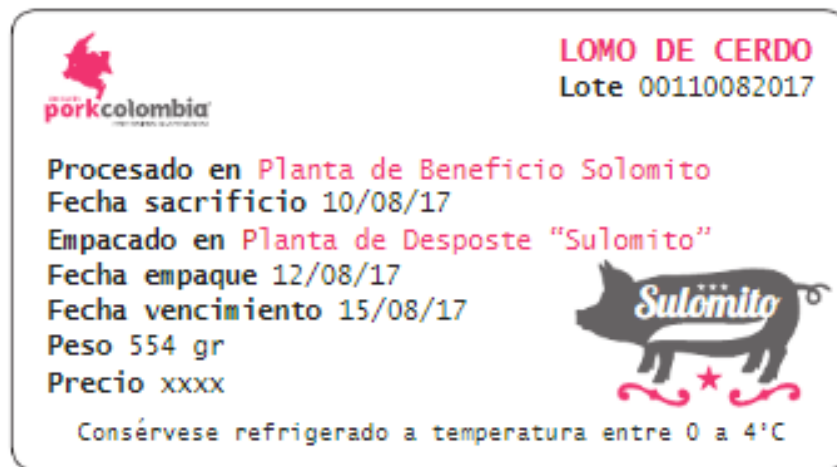 porkcolombia
LOMO DE CERDO
Lote 00110082017
Procesado en Planta de Beneficio Solomito
Fecha sacrificio 10/08/17
Empacado en Planta de Desposte “Sulomito”
Fecha empaque 12/08/17
Fecha vencimiento 15/08/17
Peso 554 gr
Precio xxxx
Sulomito
Consérvese refrigerado a temperatura entre 0 a 4°C